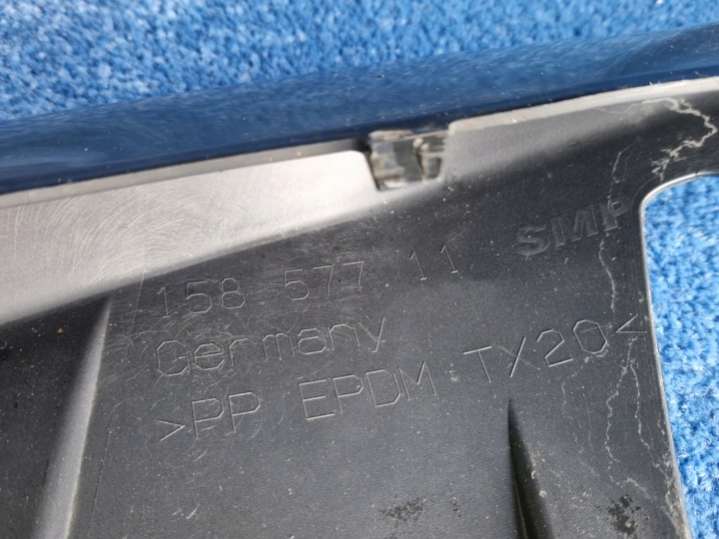 158 577 11 SMP
Germany
>PP EPDM TX20<